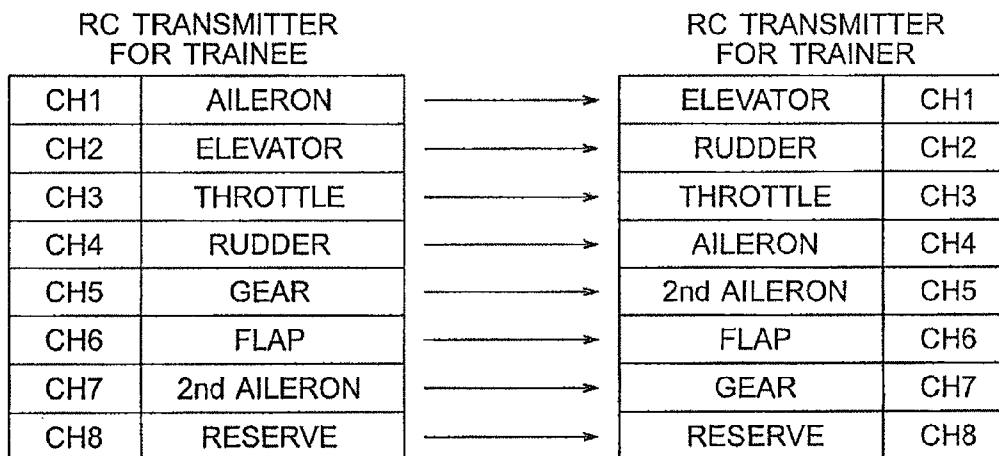 RC TRANSMITTER FOR TRAINEE
RC TRANSMITTER FOR TRAINER
CH1 AILERON ELEVATOR CH1
CH2 ELEVATOR RUDDER CH2
CH3 THROTTLE THROTTLE CH3
CH4 RUDDER AILERON CH4
CH5 GEAR 2nd AILERON CH5
CH6 FLAP FLAP CH6
CH7 2nd AILERON GEAR CH7
CH8 RESERVE RESERVE CH8